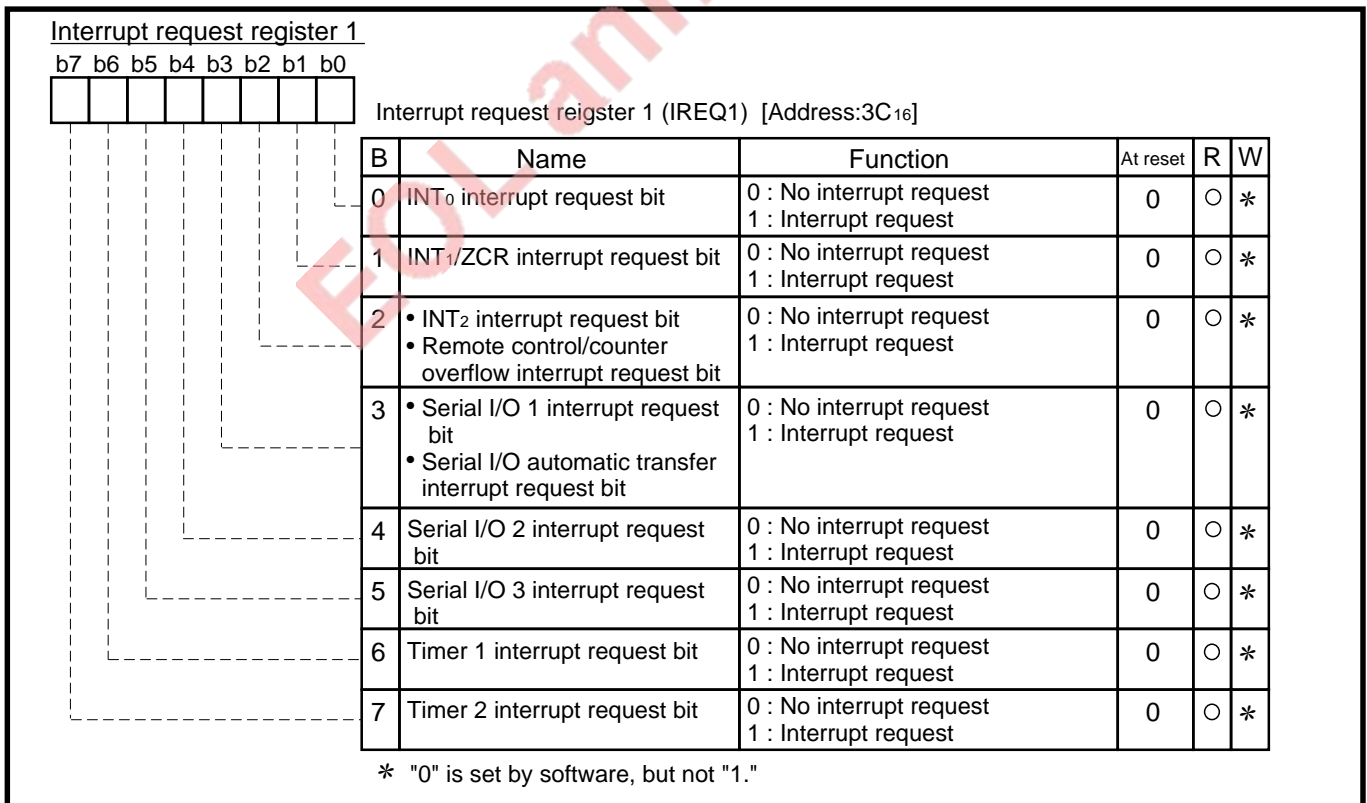 Interrupt request register 1
b7 b6 b5 b4 b3 b2 b1 b0
Interrupt request reigster 1 (IREQ1) [Address:3C16]
B Name Function At reset R W
0 INT0 interrupt request bit 0 : No interrupt request 0 ○ *
1 : Interrupt request
1 INT1/ZCR interrupt request bit 0 : No interrupt request 0 ○ *
1 : Interrupt request
2 • INT2 interrupt request bit 0 : No interrupt request 0 ○ *
• Remote control/counter 1 : Interrupt request
overflow interrupt request bit
3 • Serial I/O 1 interrupt request 0 : No interrupt request 0 ○ *
bit 1 : Interrupt request
• Serial I/O automatic transfer
interrupt request bit
4 Serial I/O 2 interrupt request 0 : No interrupt request 0 ○ *
bit 1 : Interrupt request
5 Serial I/O 3 interrupt request 0 : No interrupt request 0 ○ *
bit 1 : Interrupt request
6 Timer 1 interrupt request bit 0 : No interrupt request 0 ○ *
1 : Interrupt request
7 Timer 2 interrupt request bit 0 : No interrupt request 0 ○ *
1 : Interrupt request
* "0" is set by software, but not "1."
EOL